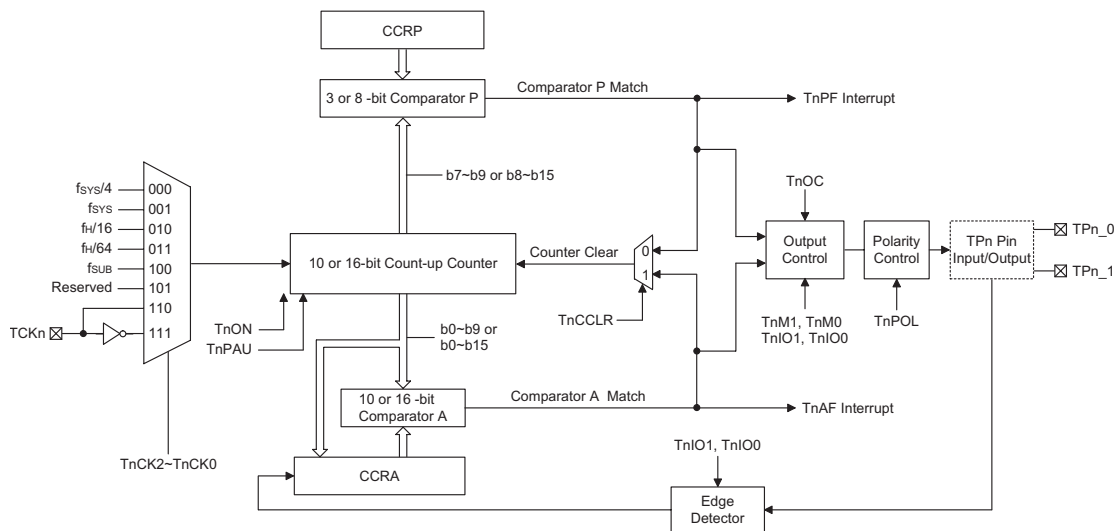 CCRP
3 or 8 -bit Comparator P
Comparator P Match
TnPF Interrupt
b7~b9 or b8~b15
fSYS/4
000
fSYS
001
fH/16
010
fH/64
011
fSUB
100
Reserved
101
110
111
TCKn
TnCK2~TnCK0
10 or 16-bit Count-up Counter
Counter Clear
0
1
TnCCLR
TnON
TnPAU
b0~b9 or
b0~b15
TnOC
Output
Control
TnM1, TnM0
TnIO1, TnIO0
Polarity
Control
TnPOL
TPn Pin
Input/Output
TPn_0
TPn_1
10 or 16 -bit
Comparator A
Comparator A Match
TnAF Interrupt
CCRA
TnIO1, TnIO0
Edge
Detector